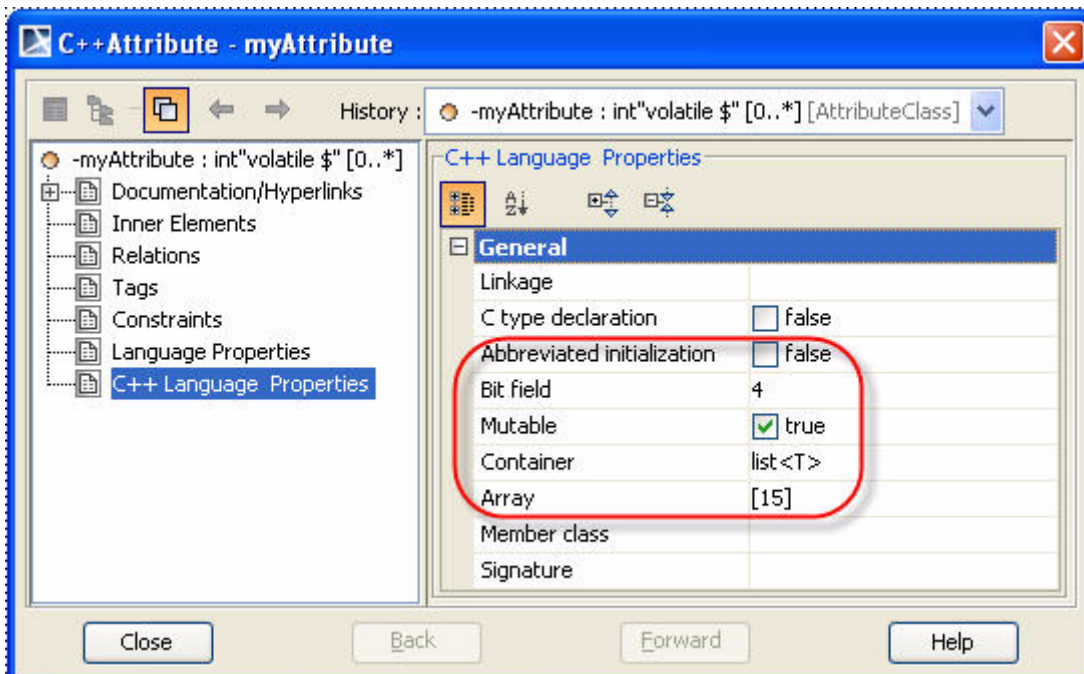 C++Attribute - myAttribute
History : -myAttribute : int"volatile $" [0..*] [AttributeClass]
-myAttribute : int"volatile $" [0..*]
Documentation/Hyperlinks
Inner Elements
Relations
Tags
Constraints
Language Properties
C++ Language Properties
C++ Language Properties
General
Linkage
C type declaration false
Abbreviated initialization false
Bit field 4
Mutable true
Container list<T>
Array [15]
Member class
Signature
Close Back Forward Help